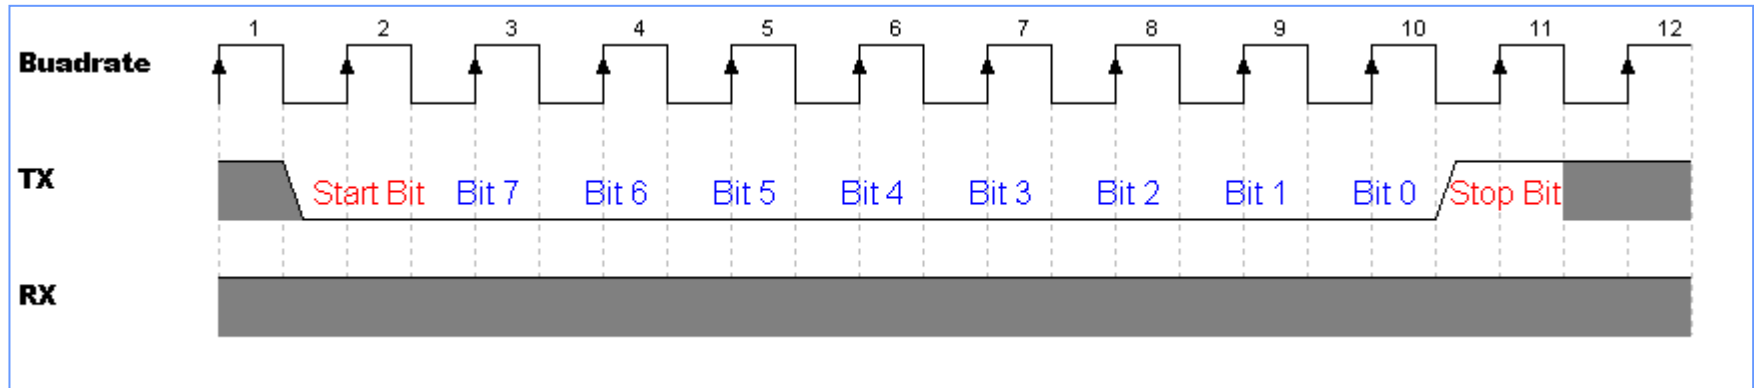 1 2 3 4 5 6 7 8 9 10 11 12
Buadrate
TX Start Bit Bit 7 Bit 6 Bit 5 Bit 4 Bit 3 Bit 2 Bit 1 Bit 0 Stop Bit
RX